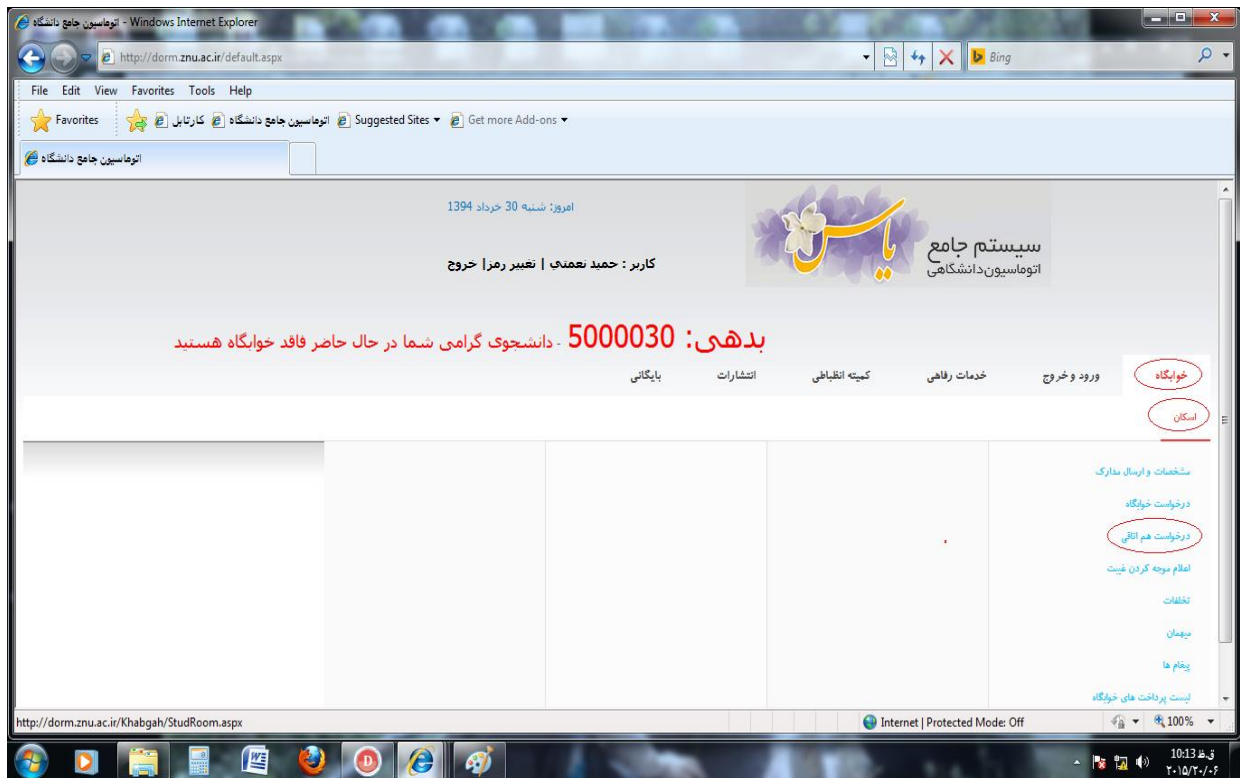 اتوماسیون جامع دانشگاه - Windows Internet Explorer
http://dorm.znu.ac.ir/default.aspx
Bing
File Edit View Favorites Tools Help
Favorites کارتابل اتوماسیون جامع دانشگاه Suggested Sites Get more Add-ons
اتوماسیون جامع دانشگاه
امروز: شنبه 30 خرداد 1394
یاس
سیستم جامع
اتوماسیون دانشگاهی
کاربر : حمید نعمتي | تغییر رمز| خروج
بدهی: 5000030 - دانشجوی گرامی شما در حال حاضر فاقد خوابگاه هستید
خوابگاه ورود و خروج خدمات رفاهی کمیته انظباطی انتشارات بایگانی
اسکان
مشخصات و ارسال مدارک
درخواست خوابگاه
درخواست هم اتاقی
اعلام موجه کردن غیبت
تخلفات
میهمان
پیغام ها
لیست پرداخت های خوابگاه
http://dorm.znu.ac.ir/Khabgah/StudRoom.aspx
Internet | Protected Mode: Off
100%
10:13 ق.ظ
۲۰۱۵/۲۰/۰۶